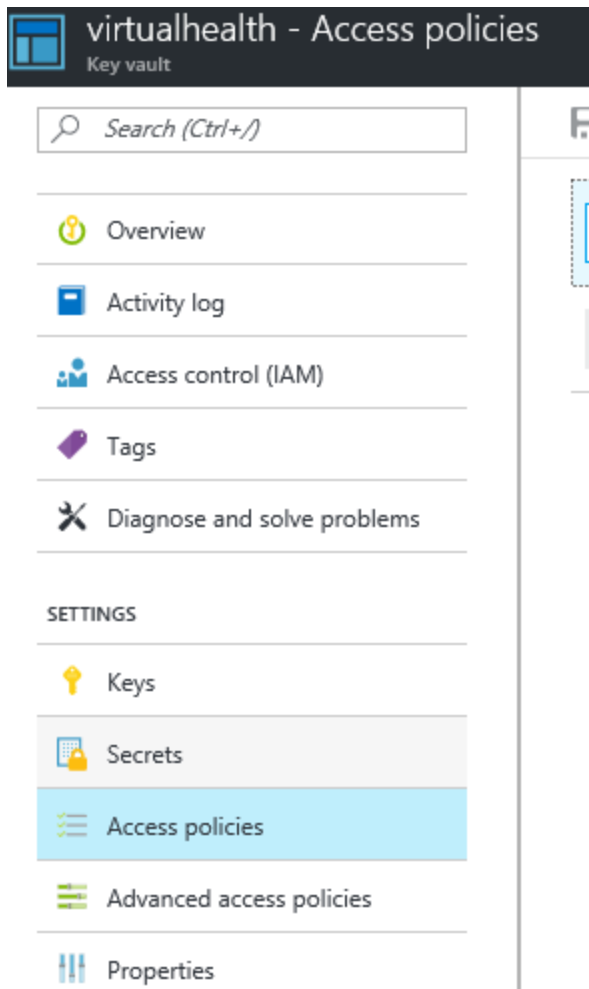 virtualhealth - Access policies
Key vault
Search (Ctrl+/)
Overview
Activity log
Access control (IAM)
Tags
Diagnose and solve problems
SETTINGS
Keys
Secrets
Access policies
Advanced access policies
Properties